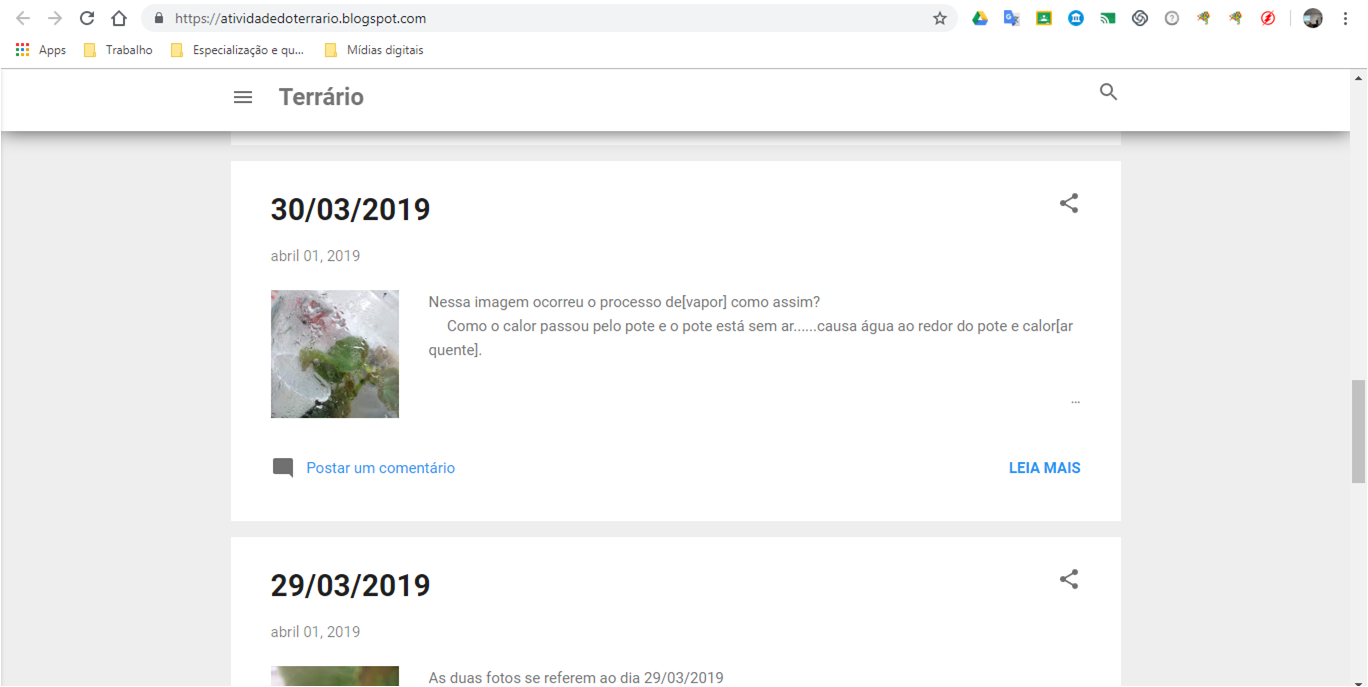 https://atividadedoterrario.blogspot.com
Apps Trabalho Especialização e qu... Mídias digitais
Terrário
30/03/2019
abril 01, 2019
Nessa imagem ocorreu o processo de[vapor] como assim?
Como o calor passou pelo pote e o pote está sem ar......causa água ao redor do pote e calor[ar
quente].
...
Postar um comentário LEIA MAIS
29/03/2019
abril 01, 2019
As duas fotos se referem ao dia 29/03/2019